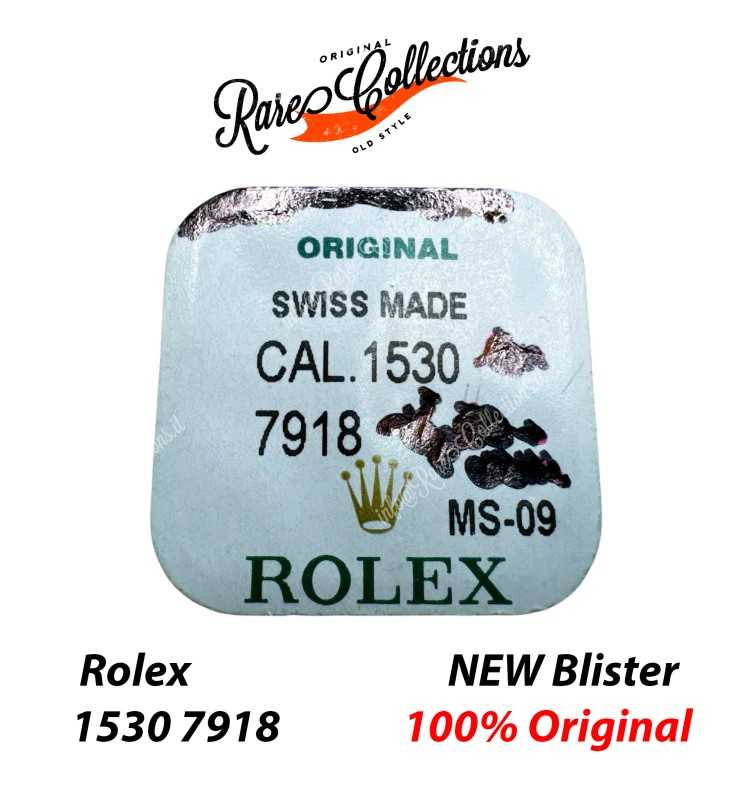 ORIGINAL
Rare Collections
OLD STYLE
ORIGINAL
SWISS MADE
CAL.1530
7918
MS-09
ROLEX
Rolex
1530 7918
NEW Blister
100% Original